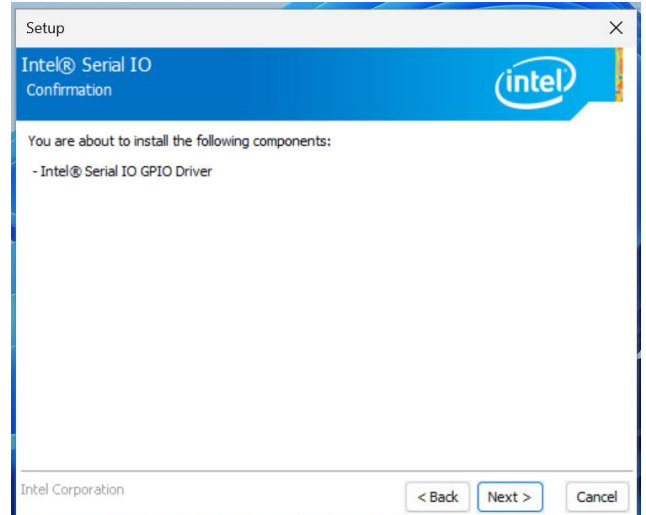 Setup
Intel® Serial IO
Confirmation
intel®
You are about to install the following components:
- Intel® Serial IO GPIO Driver
Intel Corporation
< Back
Next >
Cancel